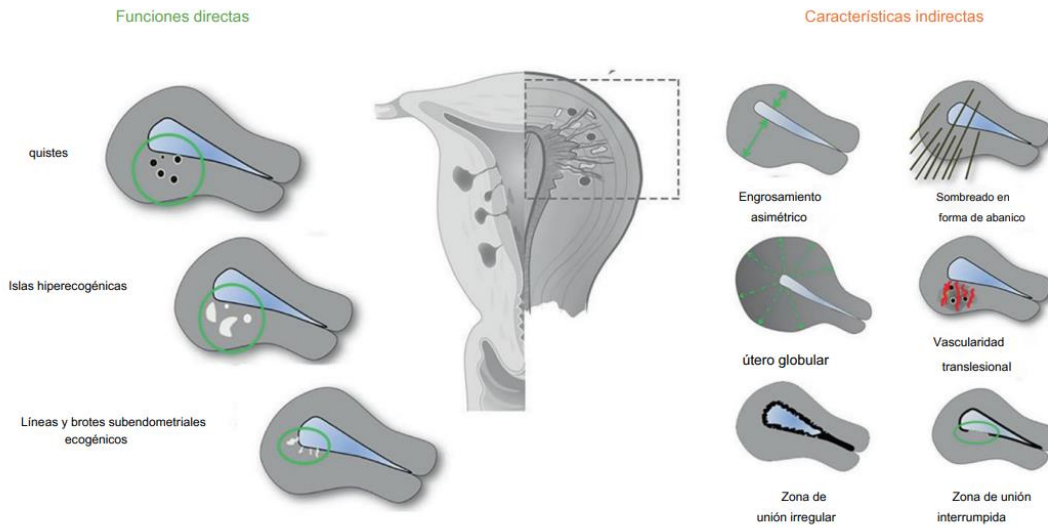 Funciones directas
Características indirectas
quistes
Islas hiperecogénicas
Líneas y brotes subendometriales
ecogénicos
Engrosamiento
asimétrico
Sombreado en
forma de abanico
útero globular
Vascularidad
translesional
Zona de
unión irregular
Zona de unión
interrumpida